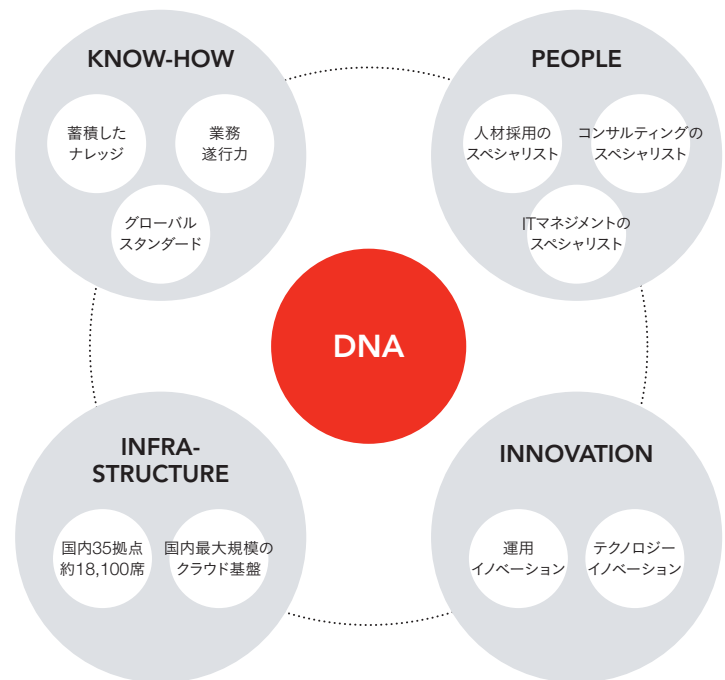 KNOW-HOW
蓄積した
ナレッジ
業務
遂行力
グローバル
スタンダード
PEOPLE
人材採用の
スペシャリスト
コンサルティングの
スペシャリスト
ITマネジメントの
スペシャリスト
DNA
INFRA-
STRUCTURE
国内35拠点
約18,100席
国内最大規模の
クラウド基盤
INNOVATION
運用
イノベーション
テクノロジー
イノベーション